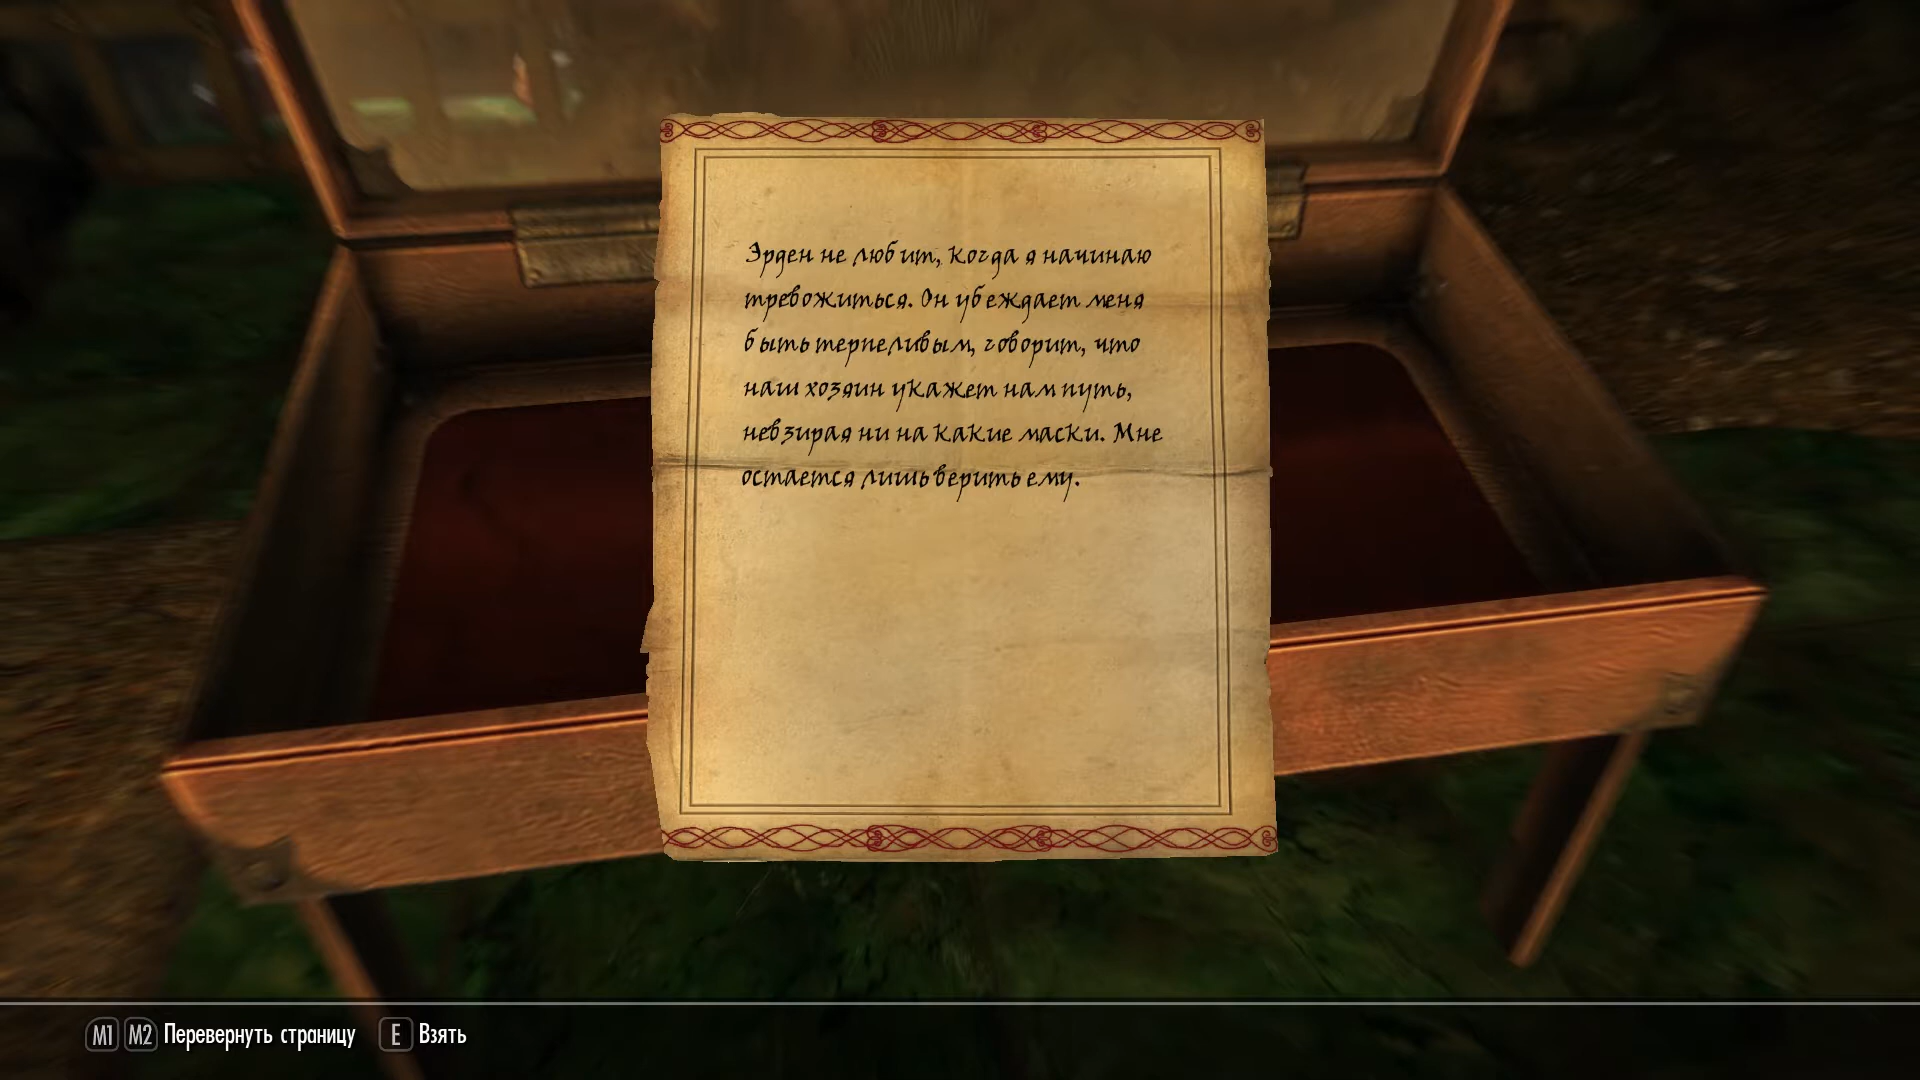 Эрден не любит, когда я начинаю
тревожиться. Он убеждает меня
быть терпеливым, говорит, что
наш хозяин укажет нам путь,
невзирая ни на какие маски. Мне
остается лишь верить ему.
M1 M2 Перевернуть страницу E Взять